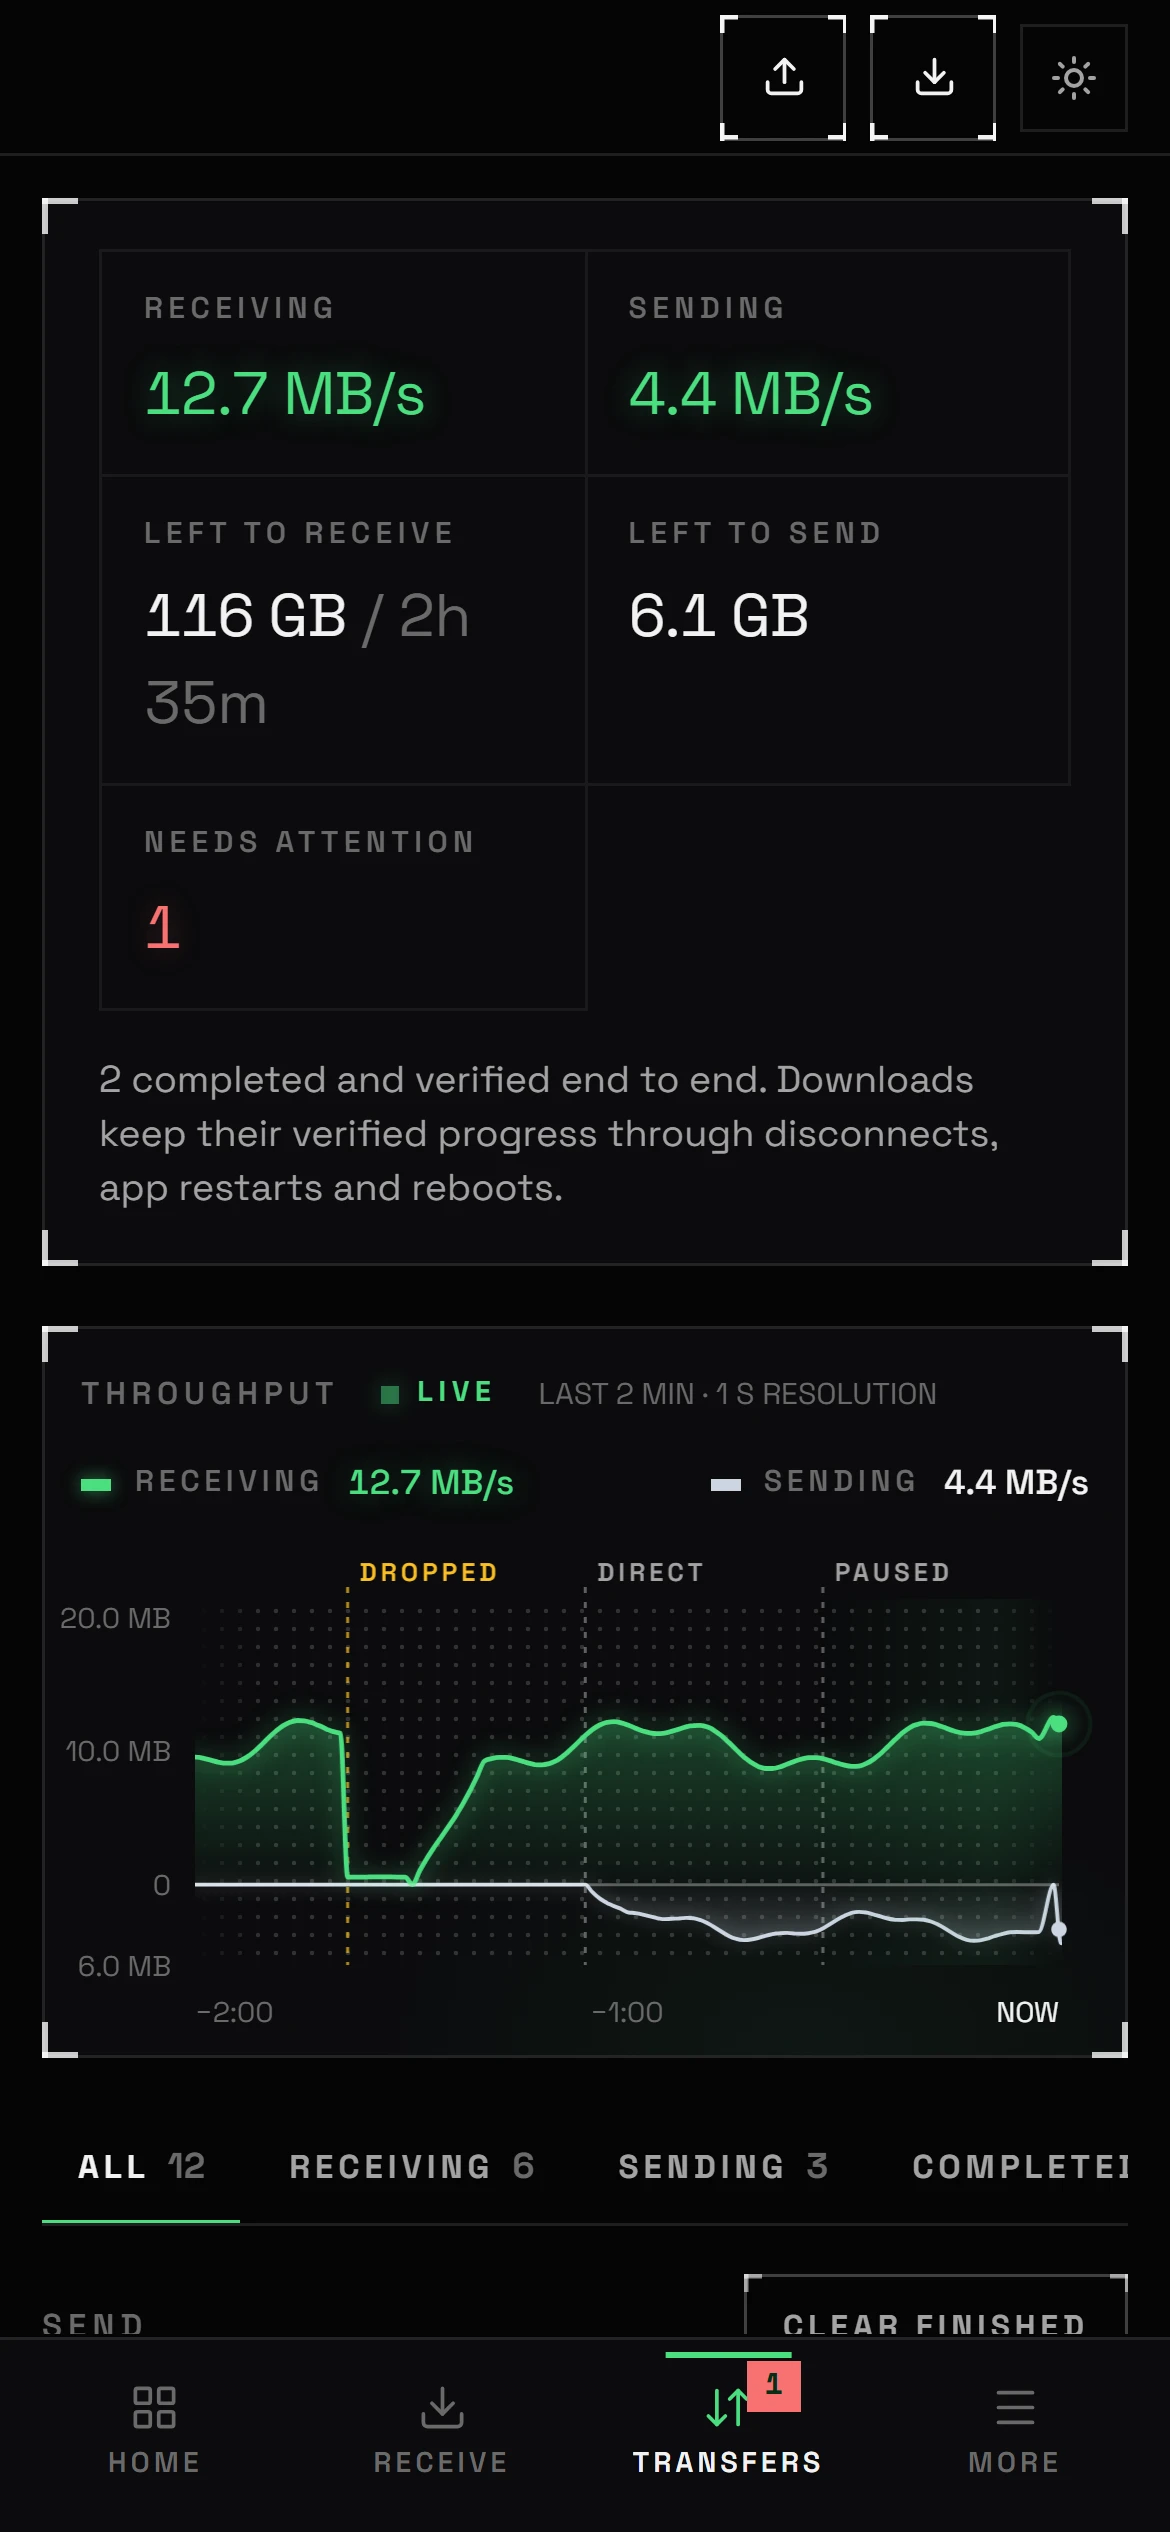 RECEIVING
SENDING
12.7 MB/s
4.4 MB/s
LEFT TO RECEIVE
LEFT TO SEND
116 GB / 2h
35m
6.1 GB
NEEDS ATTENTION
1
2 completed and verified end to end. Downloads
keep their verified progress through disconnects,
app restarts and reboots.
THROUGHPUT LIVE LAST 2 MIN · 1 S RESOLUTION
RECEIVING 12.7 MB/s SENDING 4.4 MB/s
DROPPED DIRECT PAUSED
20.0 MB
10.0 MB
0
6.0 MB
−2:00 −1:00 NOW
ALL 12 RECEIVING 6 SENDING 3 COMPLETED
SEND CLEAR FINISHED
1
HOME RECEIVE TRANSFERS MORE